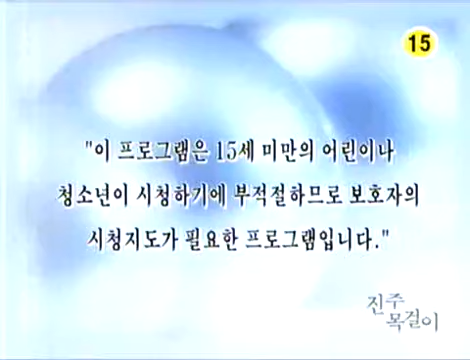 15
"이 프로그램은 15세 미만의 어린이나
청소년이 시청하기에 부적절하므로 보호자의
시청지도가 필요한 프로그램입니다."
진주
목걸이